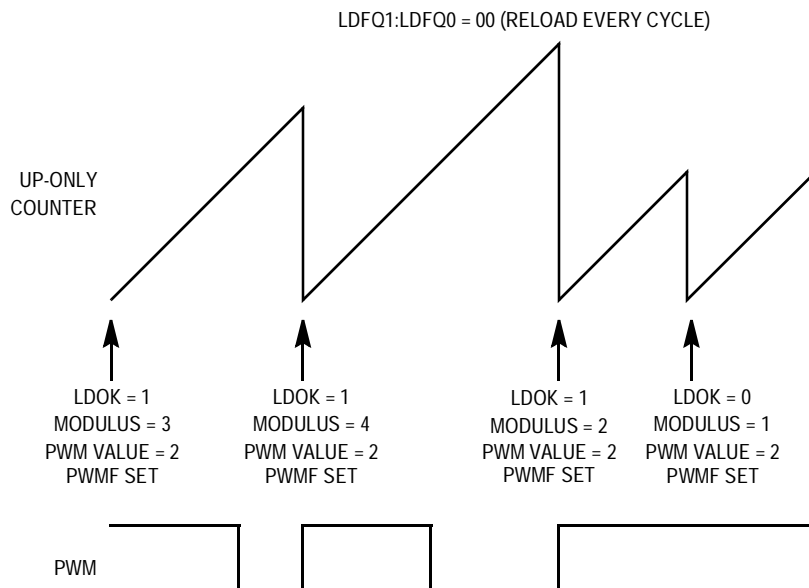 LDFQ1:LDFQ0 = 00 (RELOAD EVERY CYCLE)
UP-ONLY
COUNTER
LDOK = 1
MODULUS = 3
PWM VALUE = 2
PWMF SET
LDOK = 1
MODULUS = 4
PWM VALUE = 2
PWMF SET
LDOK = 1
MODULUS = 2
PWM VALUE = 2
PWMF SET
LDOK = 0
MODULUS = 1
PWM VALUE = 2
PWMF SET
PWM